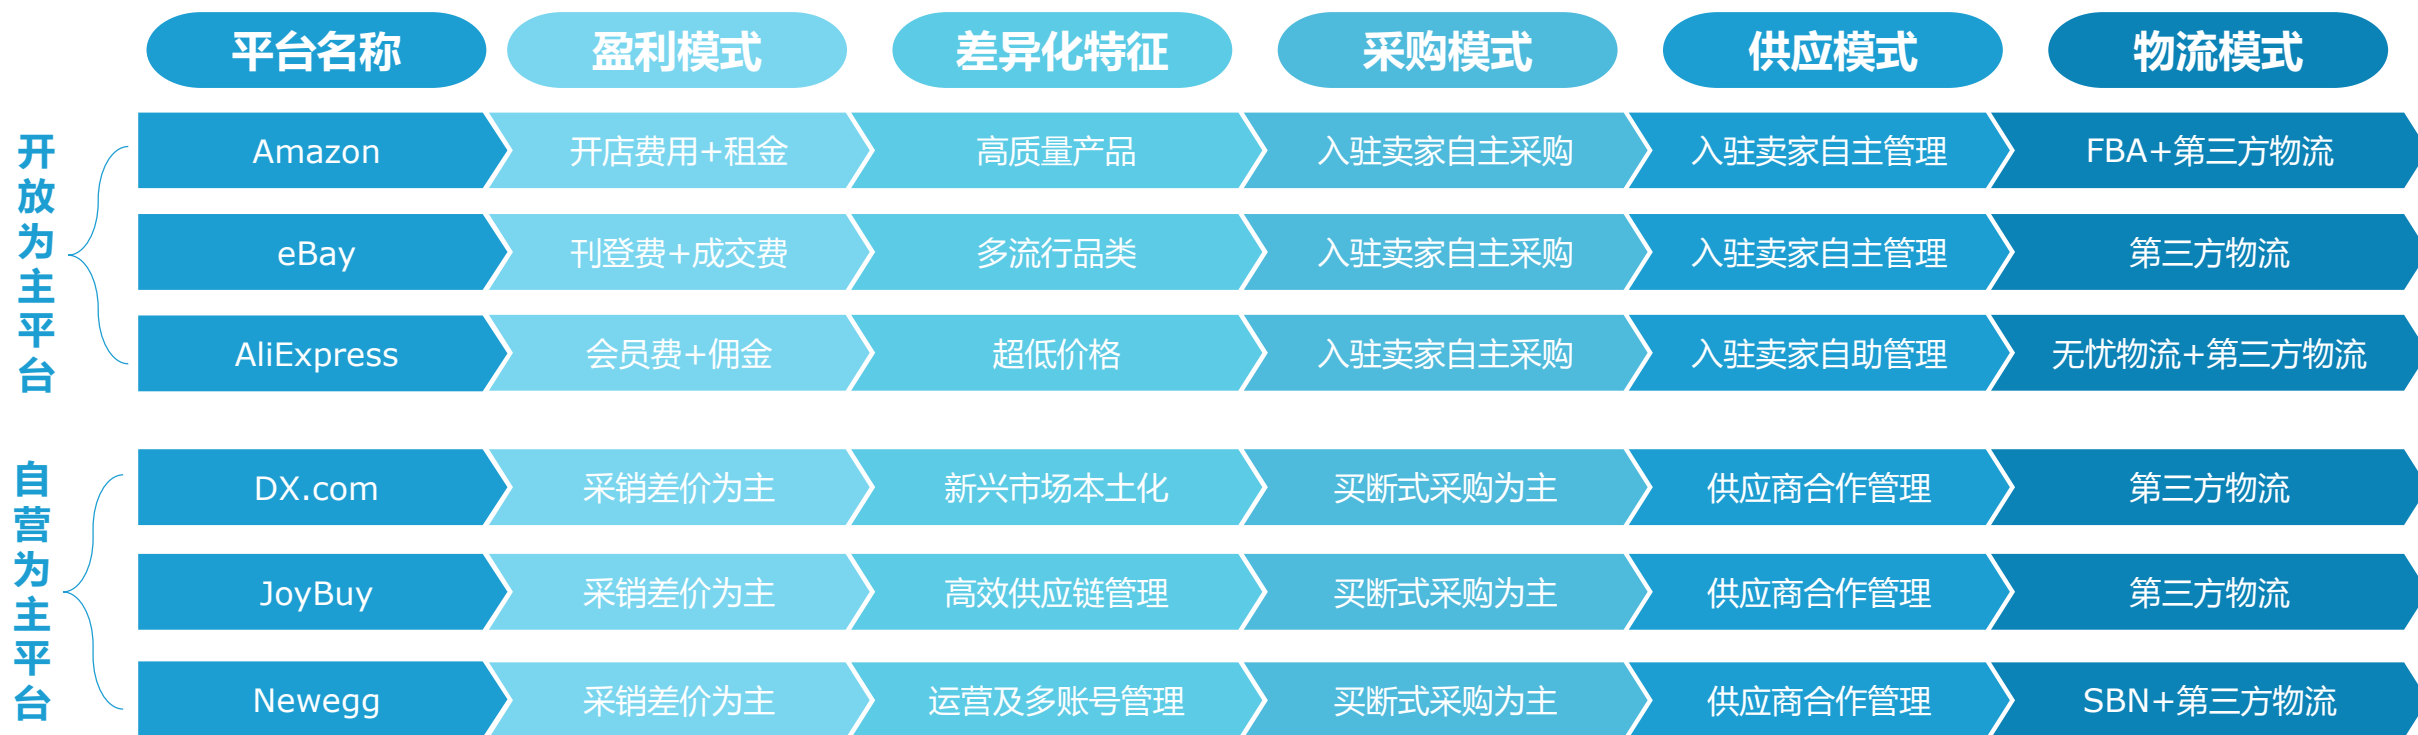 平台名称 盈利模式 差异化特征 采购模式 供应模式 物流模式
开放为主平台
Amazon 开店费用+租金 高质量产品 入驻卖家自主采购 入驻卖家自主管理 FBA+第三方物流
eBay 刊登费+成交费 多流行品类 入驻卖家自主采购 入驻卖家自主管理 第三方物流
AliExpress 会员费+佣金 超低价格 入驻卖家自主采购 入驻卖家自助管理 无忧物流+第三方物流
自营为主平台
DX.com 采销差价为主 新兴市场本土化 买断式采购为主 供应商合作管理 第三方物流
JoyBuy 采销差价为主 高效供应链管理 买断式采购为主 供应商合作管理 第三方物流
Newegg 采销差价为主 运营及多账号管理 买断式采购为主 供应商合作管理 SBN+第三方物流